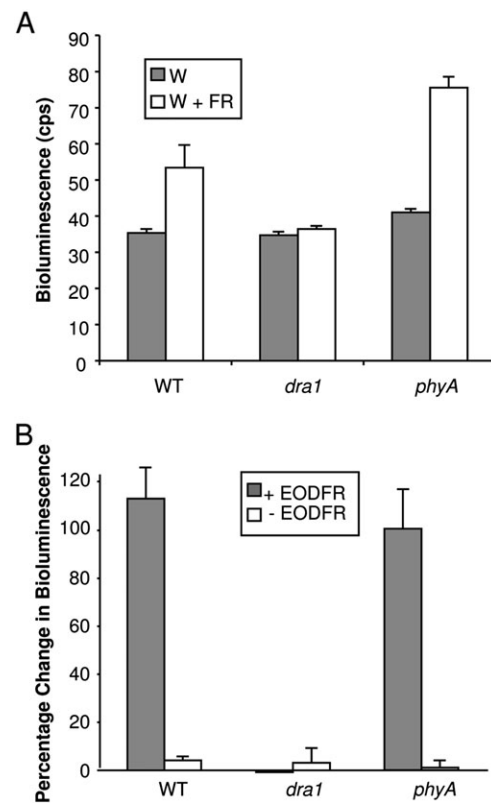 A
Bioluminescence (cps)
90
80
70
60
50
40
30
20
10
0
W
W + FR
WT
dra1
phyA
B
Percentage Change in Bioluminescence
120
100
80
60
40
20
0
+ EODFR
- EODFR
WT
dra1
phyA